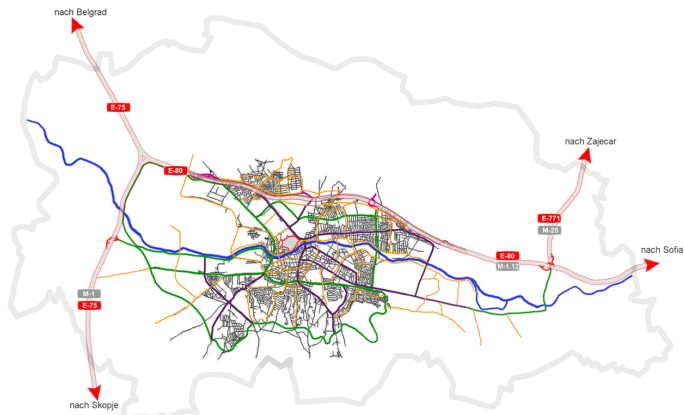 nach Belgrad
E-75
nach Zajecar
E-80
E-771
M-25
nach Sofia
E-80
M-1.12
M-1
E-75
nach Skopje